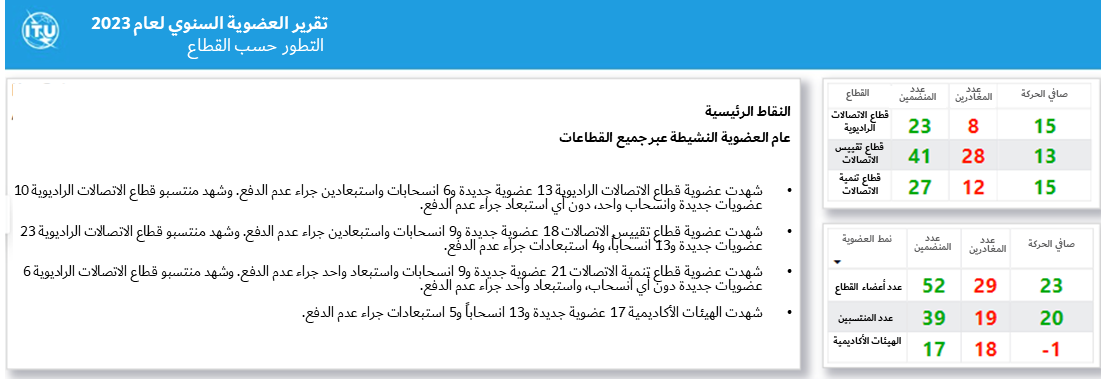 ITU
تقرير العضوية السنوي لعام 2023
التطور حسب القطاع
النقاط الرئيسية
عام العضوية النشيطة عبر جميع القطاعات
• شهدت عضوية قطاع الاتصالات الراديوية 13 عضوية جديدة و6 انسحابات واستبعادين جراء عدم الدفع. وشهد منتسبو قطاع الاتصالات الراديوية 10
عضويات جديدة وانسحاب واحد، دون أي استبعاد جراء عدم الدفع.
• شهدت عضوية قطاع تقييس الاتصالات 18 عضوية جديدة و9 انسحابات واستبعادين جراء عدم الدفع. وشهد منتسبو قطاع الاتصالات الراديوية 23
عضويات جديدة و13 انسحاباً، و4 استبعادات جراء عدم الدفع.
• شهدت عضوية قطاع تنمية الاتصالات 21 عضوية جديدة و9 انسحابات واستبعاد واحد جراء عدم الدفع. وشهد منتسبو قطاع الاتصالات الراديوية 6
عضويات جديدة دون أي انسحاب، واستبعاد واحد جراء عدم الدفع.
• شهدت الهيئات الأكاديمية 17 عضوية جديدة و13 انسحاباً و5 استبعادات جراء عدم الدفع.
القطاع عدد المنضمين عدد المغادرين صافي الحركة
قطاع الاتصالات الراديوية 23 8 15
قطاع تقييس الاتصالات 41 28 13
قطاع تنمية الاتصالات 27 12 15
نمط العضوية عدد المنضمين عدد المغادرين صافي الحركة
عدد أعضاء القطاع 52 29 23
عدد المنتسبين 39 19 20
الهيئات الأكاديمية 17 18 -1